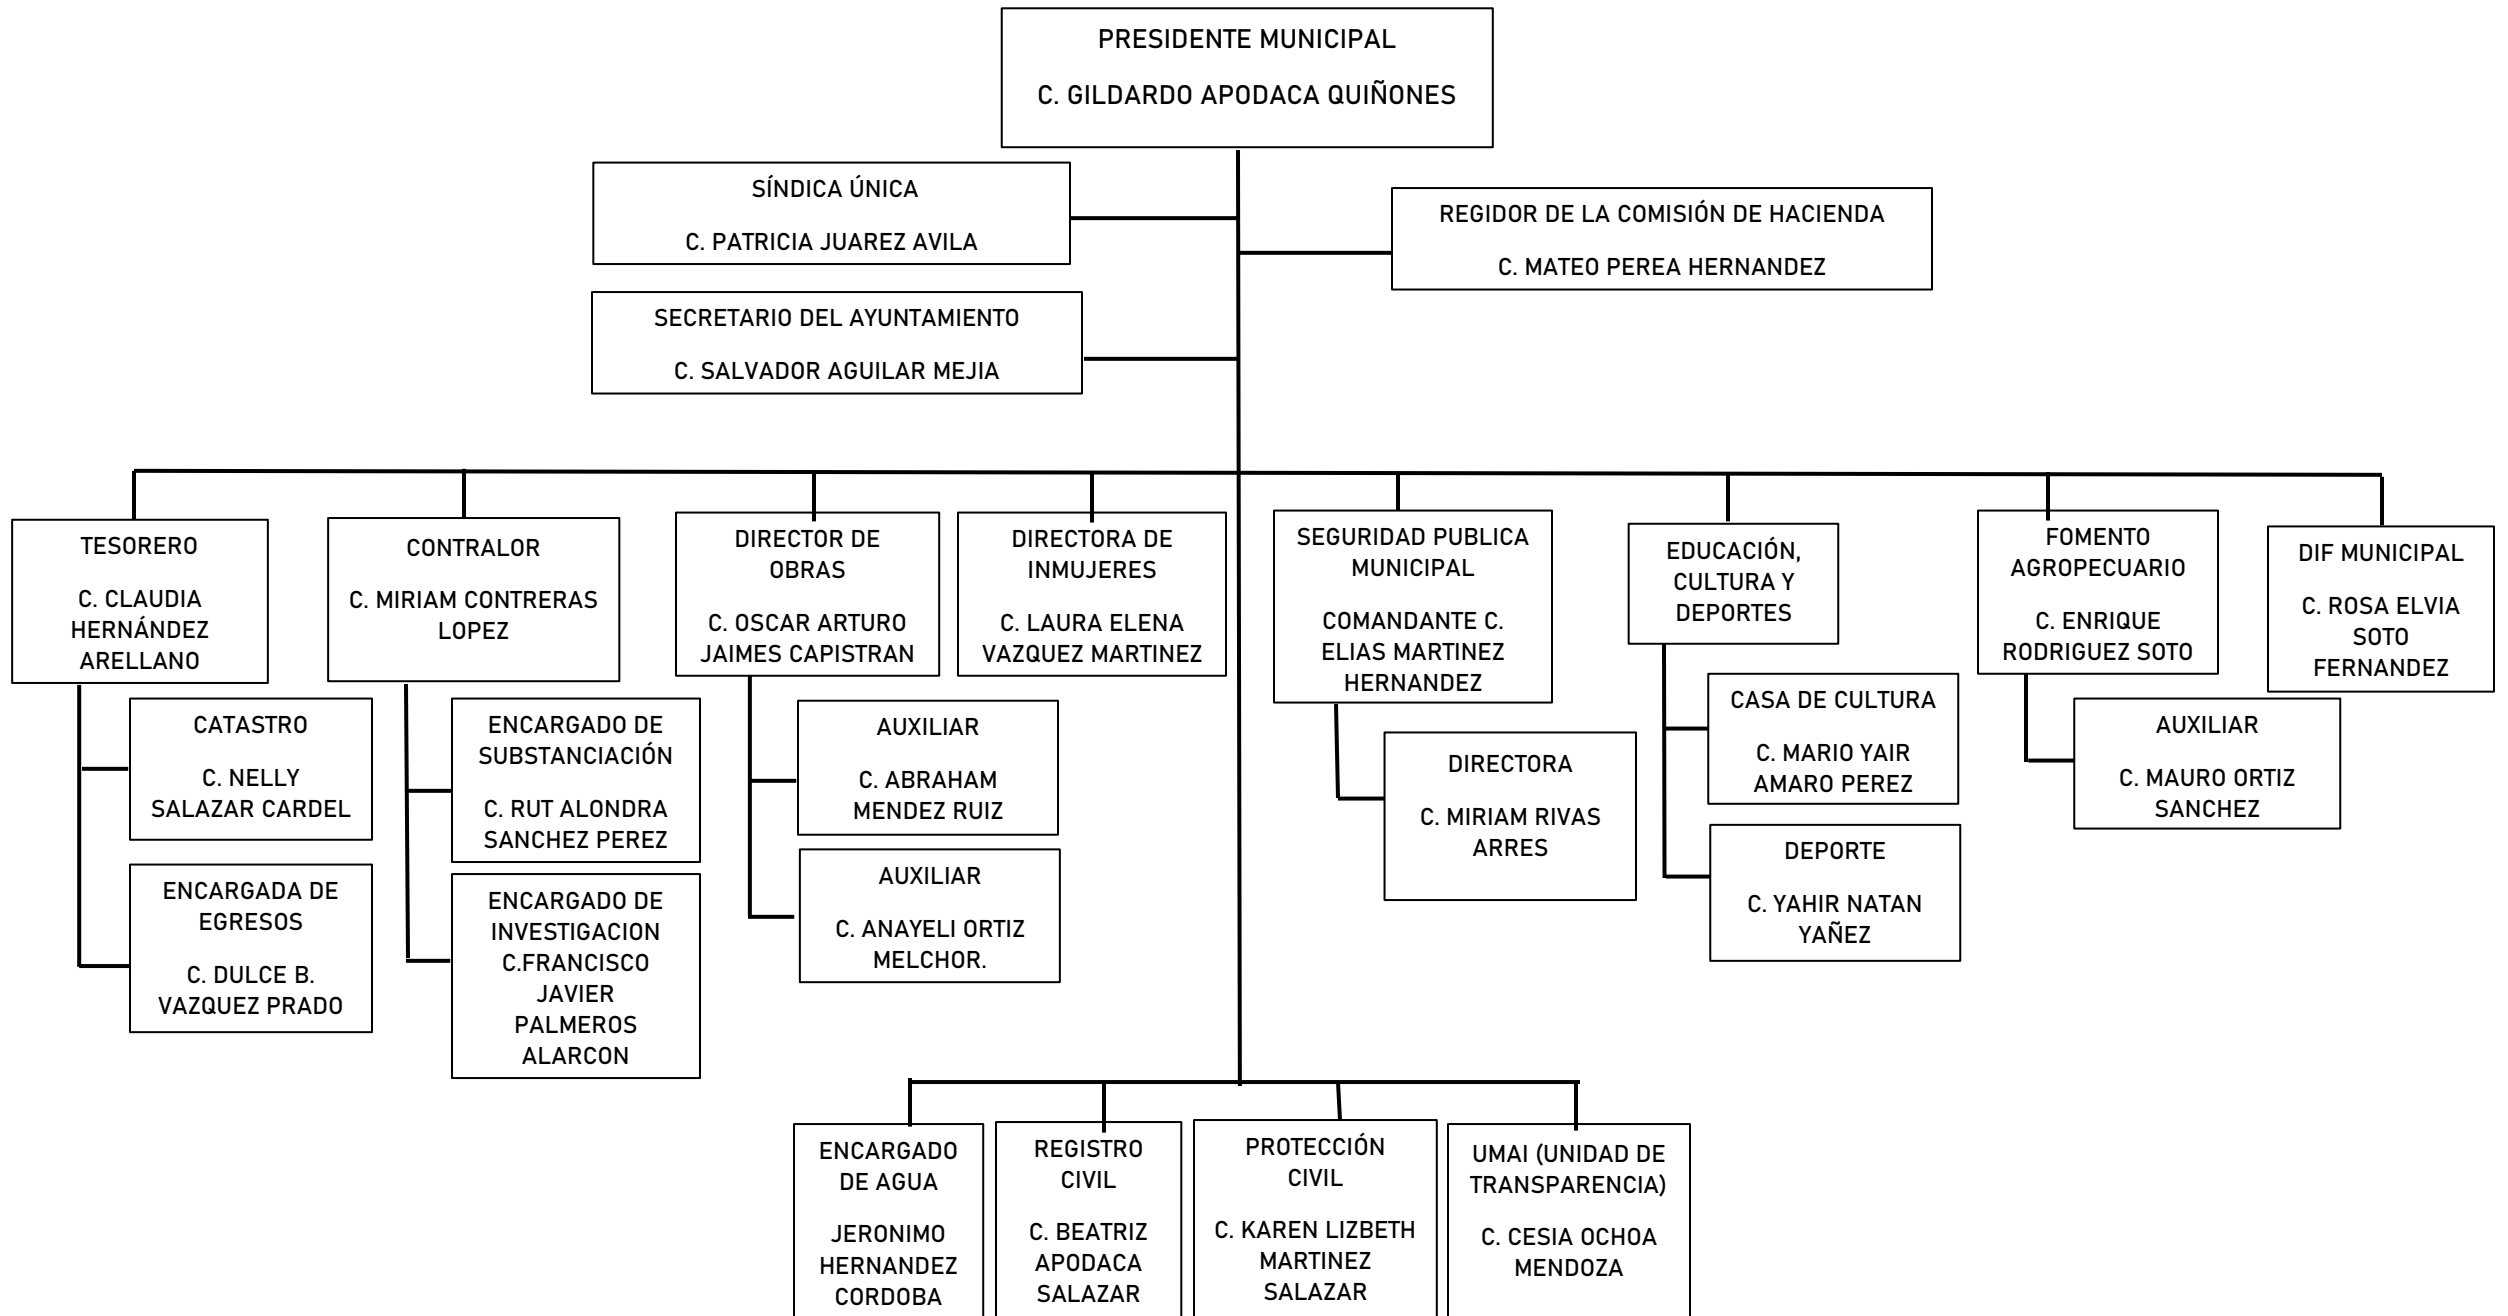 PRESIDENTE MUNICIPAL
C. GILDARDO APODACA QUIÑONES
SÍNDICA ÚNICA
C. PATRICIA JUAREZ AVILA
REGIDOR DE LA COMISIÓN DE HACIENDA
C. MATEO PEREA HERNANDEZ
SECRETARIO DEL AYUNTAMIENTO
C. SALVADOR AGUILAR MEJIA
TESORERO
C. CLAUDIA
HERNÁNDEZ
ARELLANO
CONTRALOR
C. MIRIAM CONTRERAS
LOPEZ
DIRECTOR DE
OBRAS
C. OSCAR ARTURO
JAIMES CAPISTRAN
DIRECTORA DE
INMUJERES
C. LAURA ELENA
VAZQUEZ MARTINEZ
SEGURIDAD PUBLICA
MUNICIPAL
COMANDANTE C.
ELIAS MARTINEZ
HERNANDEZ
EDUCACIÓN,
CULTURA Y
DEPORTES
FOMENTO
AGROPECUARIO
C. ENRIQUE
RODRIGUEZ SOTO
DIF MUNICIPAL
C. ROSA ELVIA
SOTO
FERNANDEZ
CATASTRO
C. NELLY
SALAZAR CARDEL
ENCARGADO DE
SUBSTANCIACIÓN
C. RUT ALONDRA
SANCHEZ PEREZ
AUXILIAR
C. ABRAHAM
MENDEZ RUIZ
DIRECTORA
C. MIRIAM RIVAS
ARRES
CASA DE CULTURA
C. MARIO YAIR
AMARO PEREZ
AUXILIAR
C. MAURO ORTIZ
SANCHEZ
ENCARGADA DE
EGRESOS
C. DULCE B.
VAZQUEZ PRADO
ENCARGADO DE
INVESTIGACION
C.FRANCISCO
JAVIER
PALMEROS
ALARCON
AUXILIAR
C. ANAYELI ORTIZ
MELCHOR.
DEPORTE
C. YAHIR NATAN
YAÑEZ
ENCARGADO
DE AGUA
JERONIMO
HERNANDEZ
CORDOBA
REGISTRO
CIVIL
C. BEATRIZ
APODACA
SALAZAR
PROTECCIÓN
CIVIL
C. KAREN LIZBETH
MARTINEZ
SALAZAR
UMAI (UNIDAD DE
TRANSPARENCIA)
C. CESIA OCHOA
MENDOZA